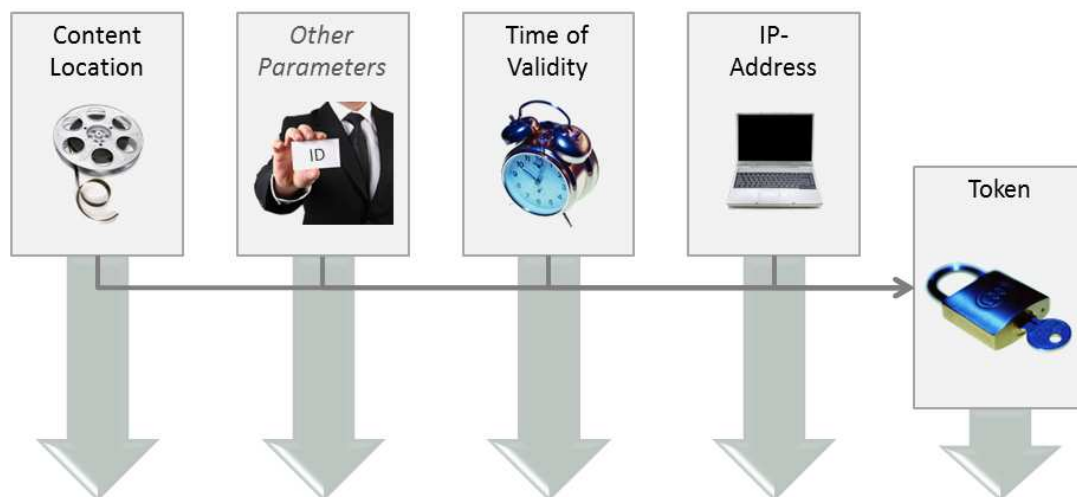 Content
Location
Other
Parameters
ID
Time of
Validity
IP-
Address
Token